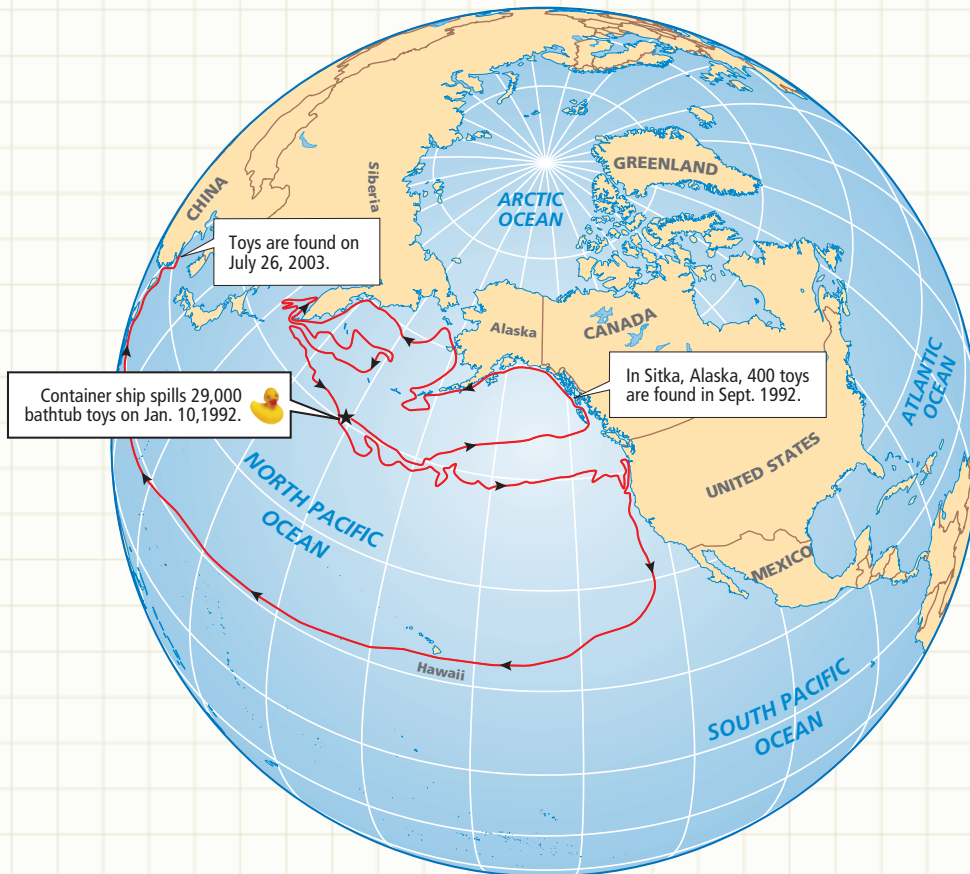 GREENLAND
CHINA
Siberia
ARCTIC
OCEAN
Toys are found on
July 26, 2003.
Alaska
CANADA
Container ship spills 29,000
bathtub toys on Jan. 10,1992.
In Sitka, Alaska, 400 toys
are found in Sept. 1992.
ATLANTIC
OCEAN
UNITED STATES
NORTH PACIFIC
OCEAN
MEXICO
Hawaii
SOUTH PACIFIC
OCEAN